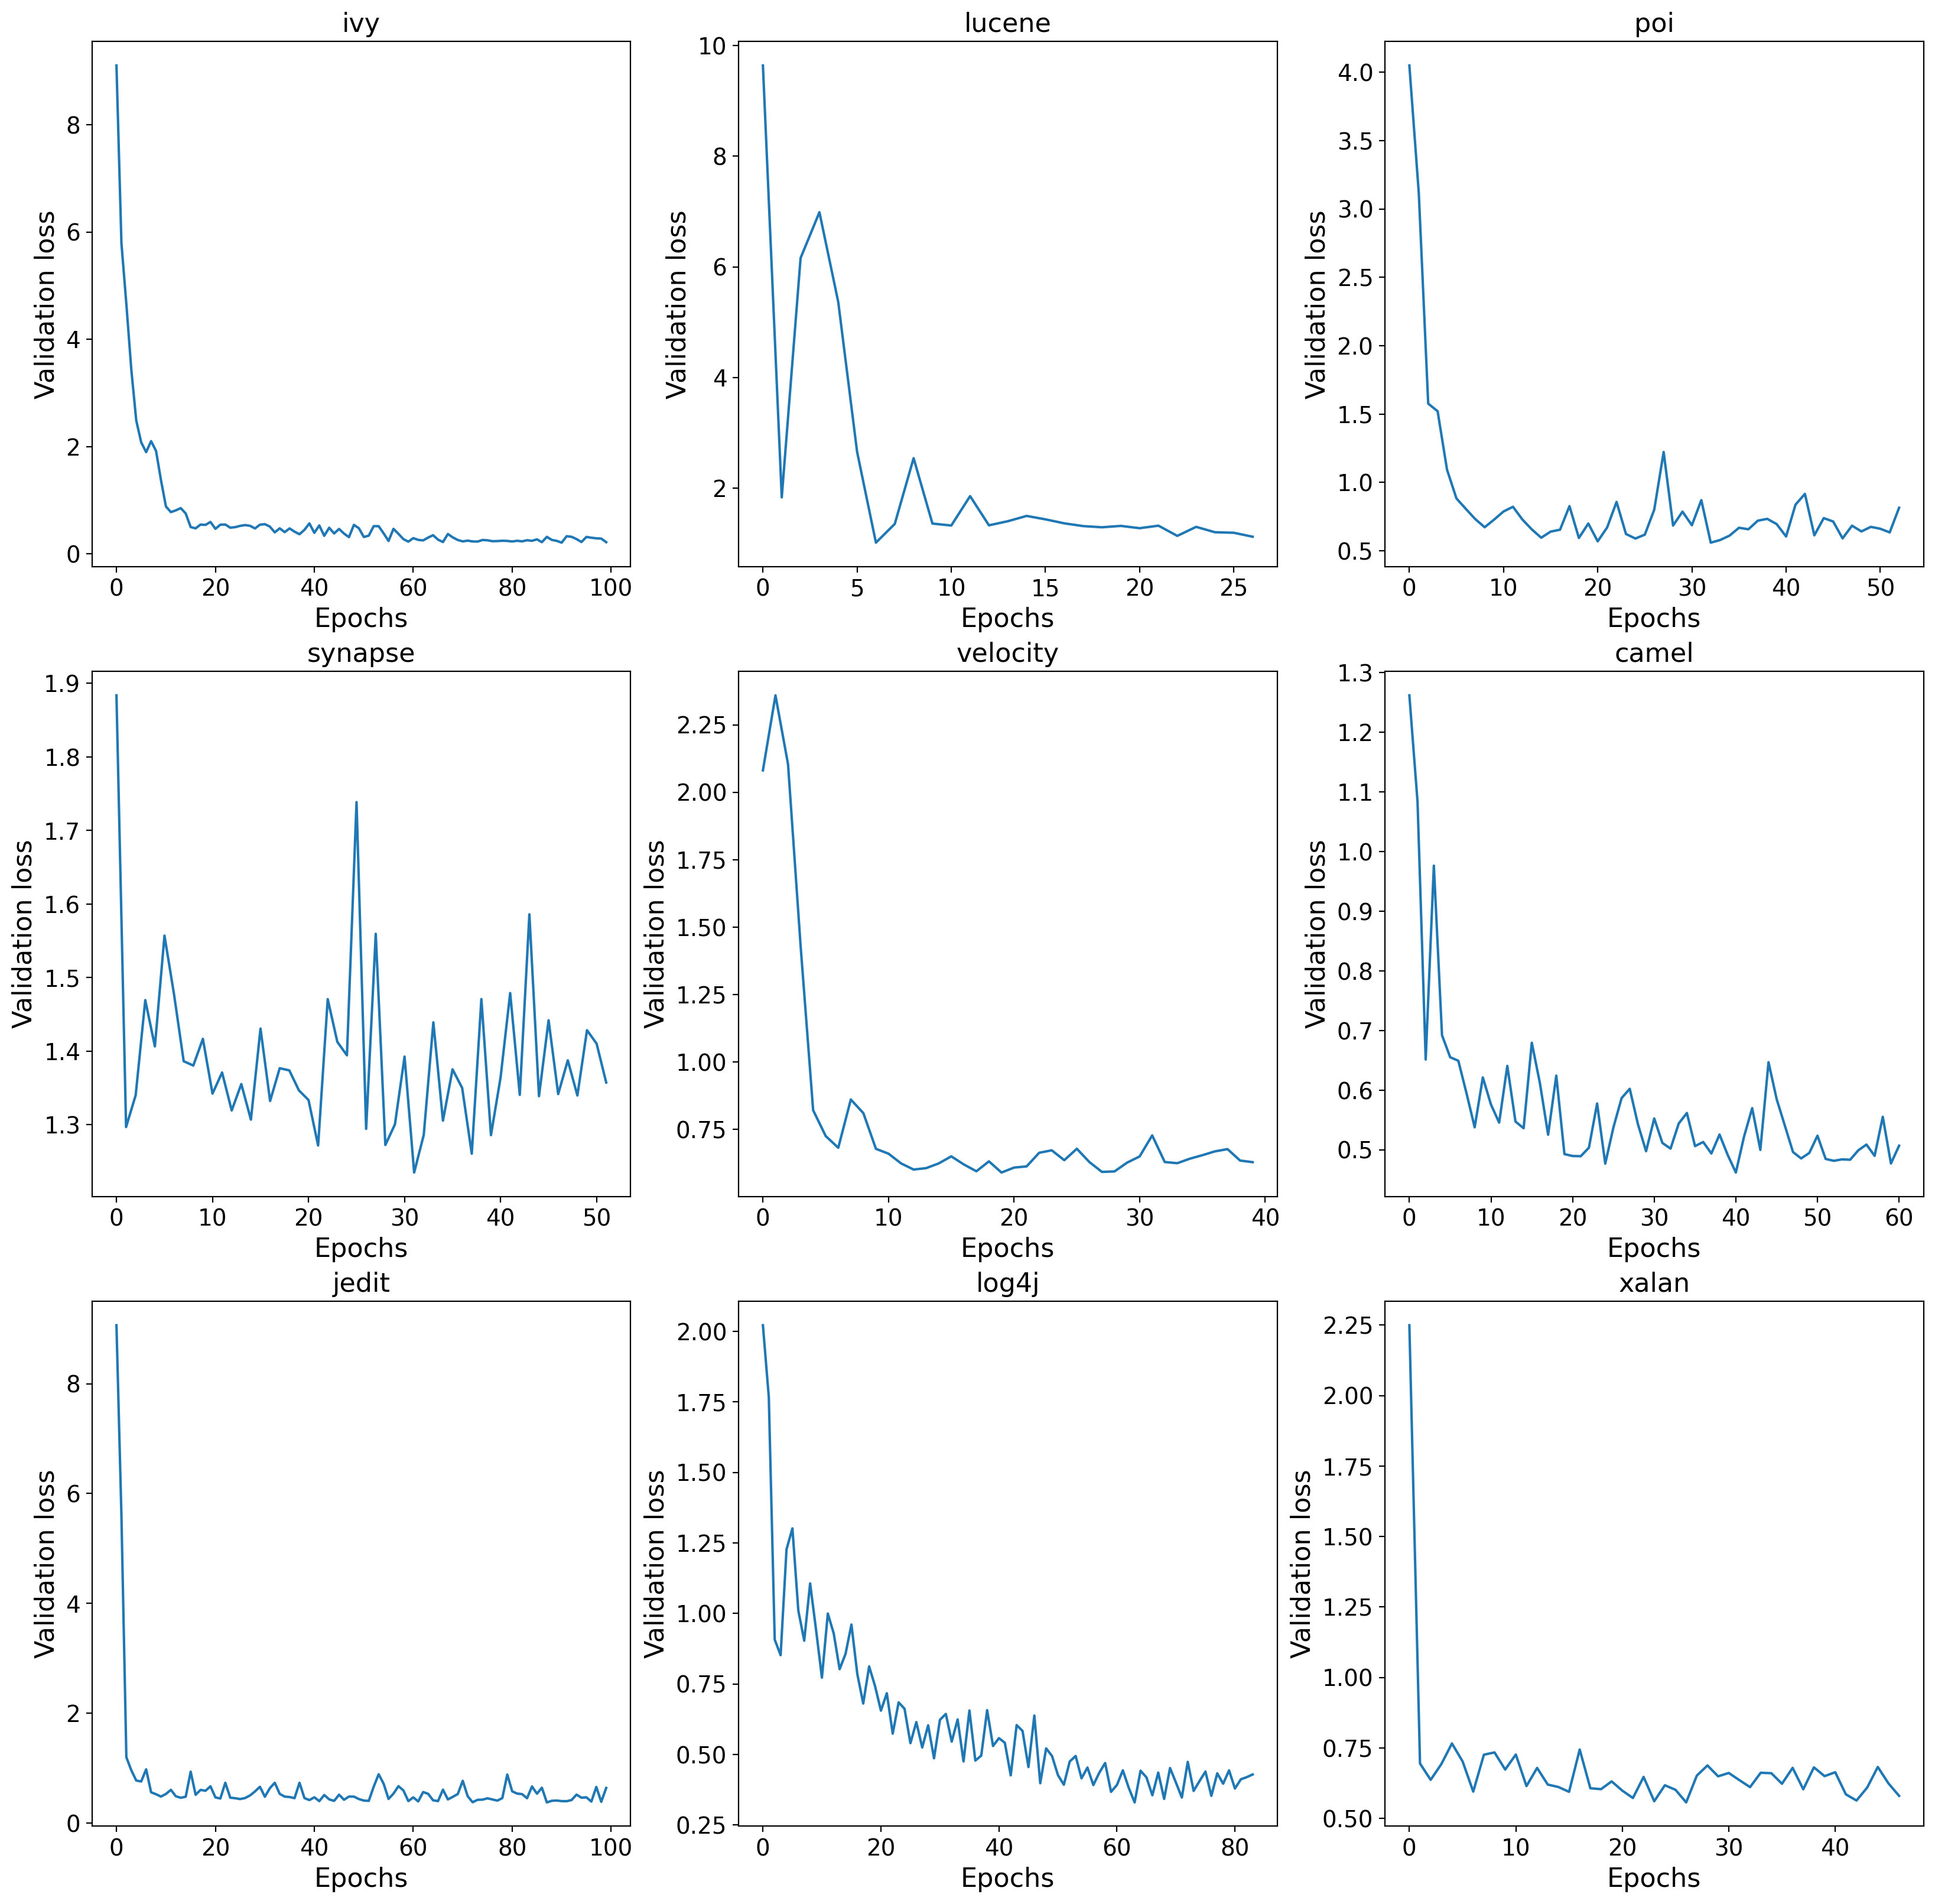 ivy
8
6
4
2
0
Validation loss
0 20 40 60 80 100
Epochs
lucene
10
8
6
4
2
Validation loss
0 5 10 15 20 25
Epochs
poi
4.0
3.5
3.0
2.5
2.0
1.5
1.0
0.5
Validation loss
0 10 20 30 40 50
Epochs
synapse
1.9
1.8
1.7
1.6
1.5
1.4
1.3
Validation loss
0 10 20 30 40 50
Epochs
velocity
2.25
2.00
1.75
1.50
1.25
1.00
0.75
Validation loss
0 10 20 30 40
Epochs
camel
1.3
1.2
1.1
1.0
0.9
0.8
0.7
0.6
0.5
Validation loss
0 10 20 30 40 50 60
Epochs
jedit
8
6
4
2
0
Validation loss
0 20 40 60 80 100
Epochs
log4j
2.00
1.75
1.50
1.25
1.00
0.75
0.50
0.25
Validation loss
0 20 40 60 80
Epochs
xalan
2.25
2.00
1.75
1.50
1.25
1.00
0.75
0.50
Validation loss
0 10 20 30 40
Epochs